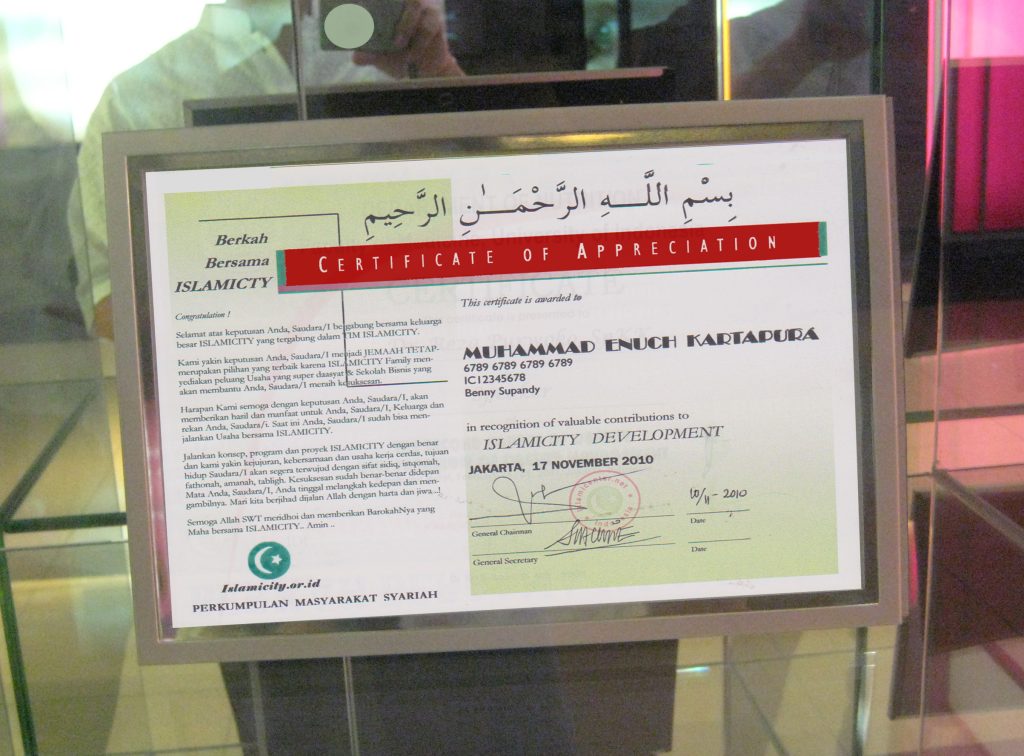 بِسْمِ اللَّـــهِ الرَّحْمَـٰنِ الرَّحِيمِ
CERTIFICATE OF APPRECIATION
Berkah
Bersama
ISLAMICTY
Congratulation !
Selamat atas keputusan Anda, Saudara/I bergabung bersama keluarga
besar ISLAMICITY yang tergabung dalam TIM ISLAMICITY.
Kami yakin keputusan Anda, Saudara/I menjadi JEMAAH TETAP-
merupakan pilihan yang terbaik karena ISLAMICITY Family men-
yediakan peluang Usaha yang super daasyat & Sekolah Bisnis yang
akan membantu Anda, Saudara/I meraih kesuksesan.
Harapan Kami semoga dengan keputusan Anda, Saudara/I, akan
memberikan hasil dan manfaat untuk Anda, Saudara/I, Keluarga dan
rekan Anda, Saudara/i. Saat ini Anda, Saudara/I sudah bisa men-
jalankan Usaha bersama ISLAMICITY.
Jalankan konsep, program dan proyek ISLAMICITY dengan benar
dan kami yakin kejujuran, kebersamaan dan usaha kerja cerdas, tujuan
hidup Saudara/I akan segera terwujud dengan sifat sidiq, istqomah,
fathonah, amanah, tabligh. Kesuksesan sudah benar-benar didepan
Mata Anda, Saudara/I, Anda tinggal melangkah kedepan dan men-
gambilnya. Mari kita berjihad dijalan Allah dengan harta dan jiwa ..!
Semoga Allah SWT meridhoi dan memberikan BarokahNya yang
Maha bersama ISLAMICITY.. Amin ..
Islamicity.or.id
PERKUMPULAN MASYARAKAT SYARIAH
This certificate is awarded to
MUHAMMAD ENUCH KARTAPURA
6789 6789 6789 6789
IC12345678
Benny Supandy
in recognition of valuable contributions to
ISLAMICITY DEVELOPMENT
JAKARTA, 17 NOVEMBER 2010
10/11 - 2010
General Chairman
Date
General Secretary
Date